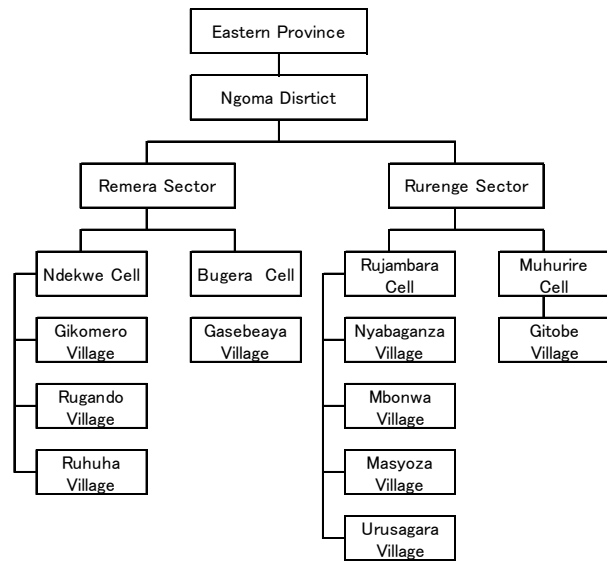 Eastern Province
Ngoma Disrtict
Remera Sector
Rurenge Sector
Ndekwe Cell
Bugera Cell
Rujambara
Cell
Muhurire
Cell
Gikomero
Village
Gasebeaya
Village
Nyabaganza
Village
Gitobe
Village
Rugando
Village
Mbonwa
Village
Ruhuha
Village
Masyoza
Village
Urusagara
Village